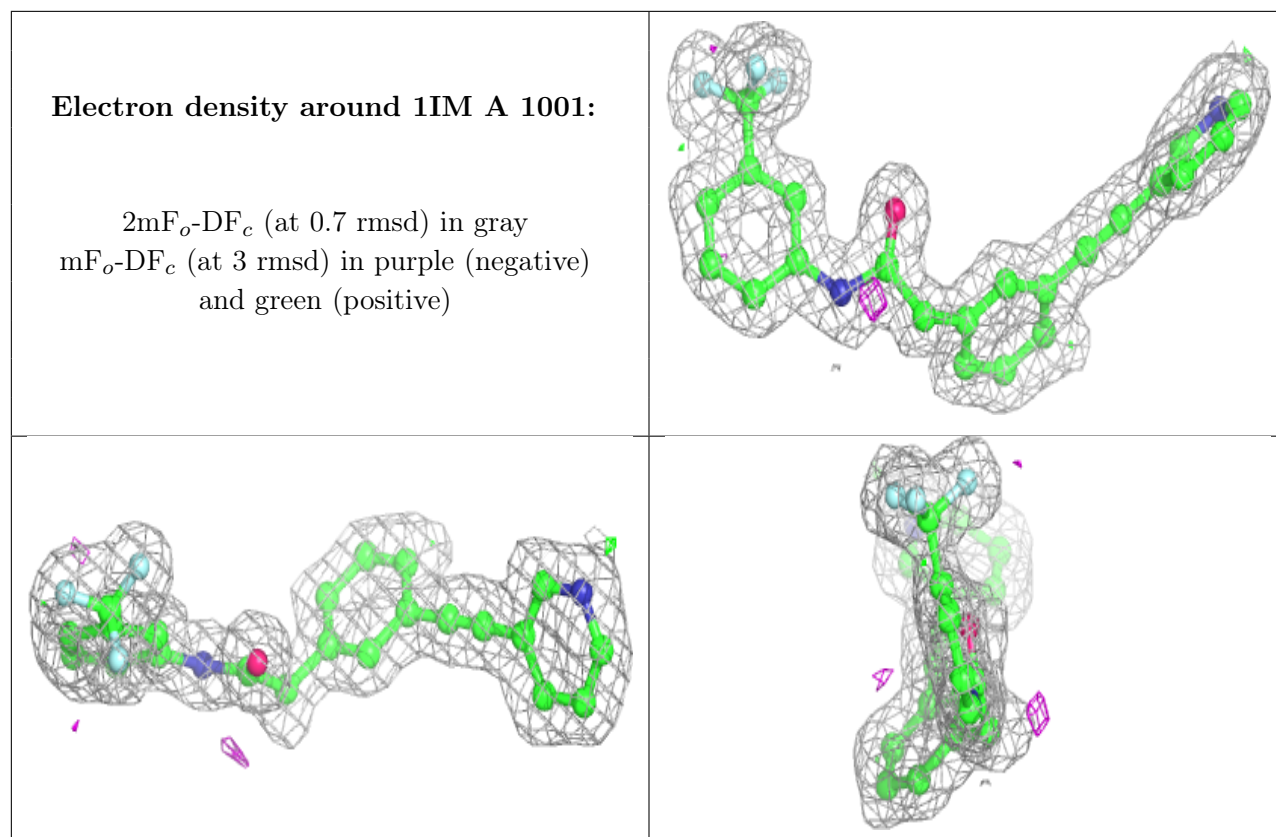 Electron density around 1IM A 1001:
2mFo-DFc (at 0.7 rmsd) in gray
mFo-DFc (at 3 rmsd) in purple (negative)
and green (positive)